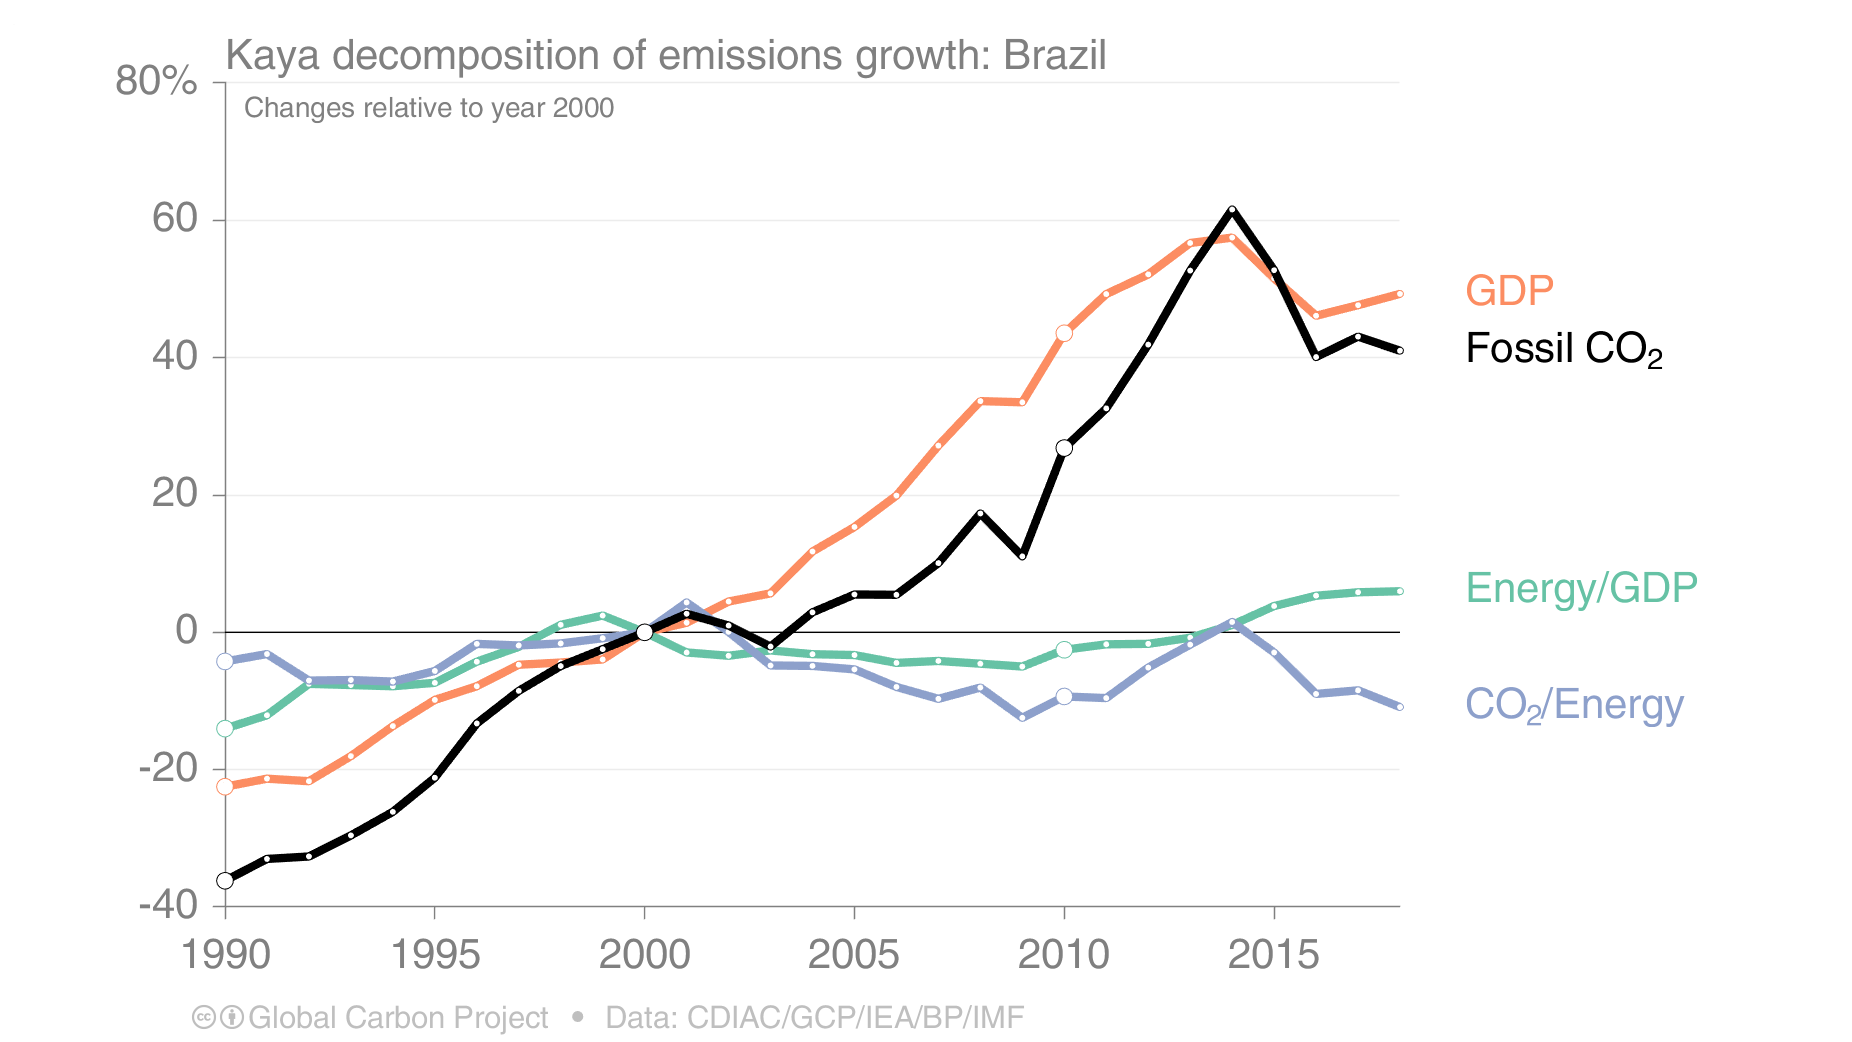 Kaya decomposition of emissions growth: Brazil
80%
Changes relative to year 2000
60
40
20
0
-20
-40
GDP
Fossil CO₂
Energy/GDP
CO₂/Energy
1990 1995 2000 2005 2010 2015
cc Global Carbon Project • Data: CDIAC/GCP/IEA/BP/IMF